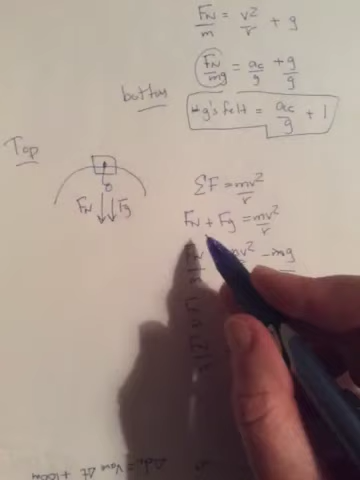 FN/m = v²/r + g
FN/mg = ac/g + g/g
bottom
#g's felt = ac/g + 1
Top
FN Fg
ΣF = mv²/r
FN + Fg = mv²/r
mv² - mg